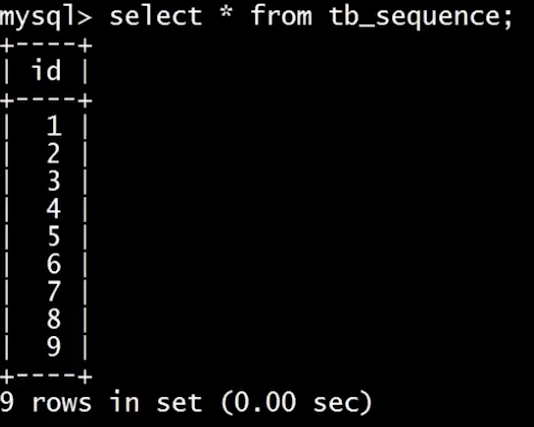 mysql> select * from tb_sequence;
+----+
| id |
+----+
|  1 |
|  2 |
|  3 |
|  4 |
|  5 |
|  6 |
|  7 |
|  8 |
|  9 |
+----+
9 rows in set (0.00 sec)